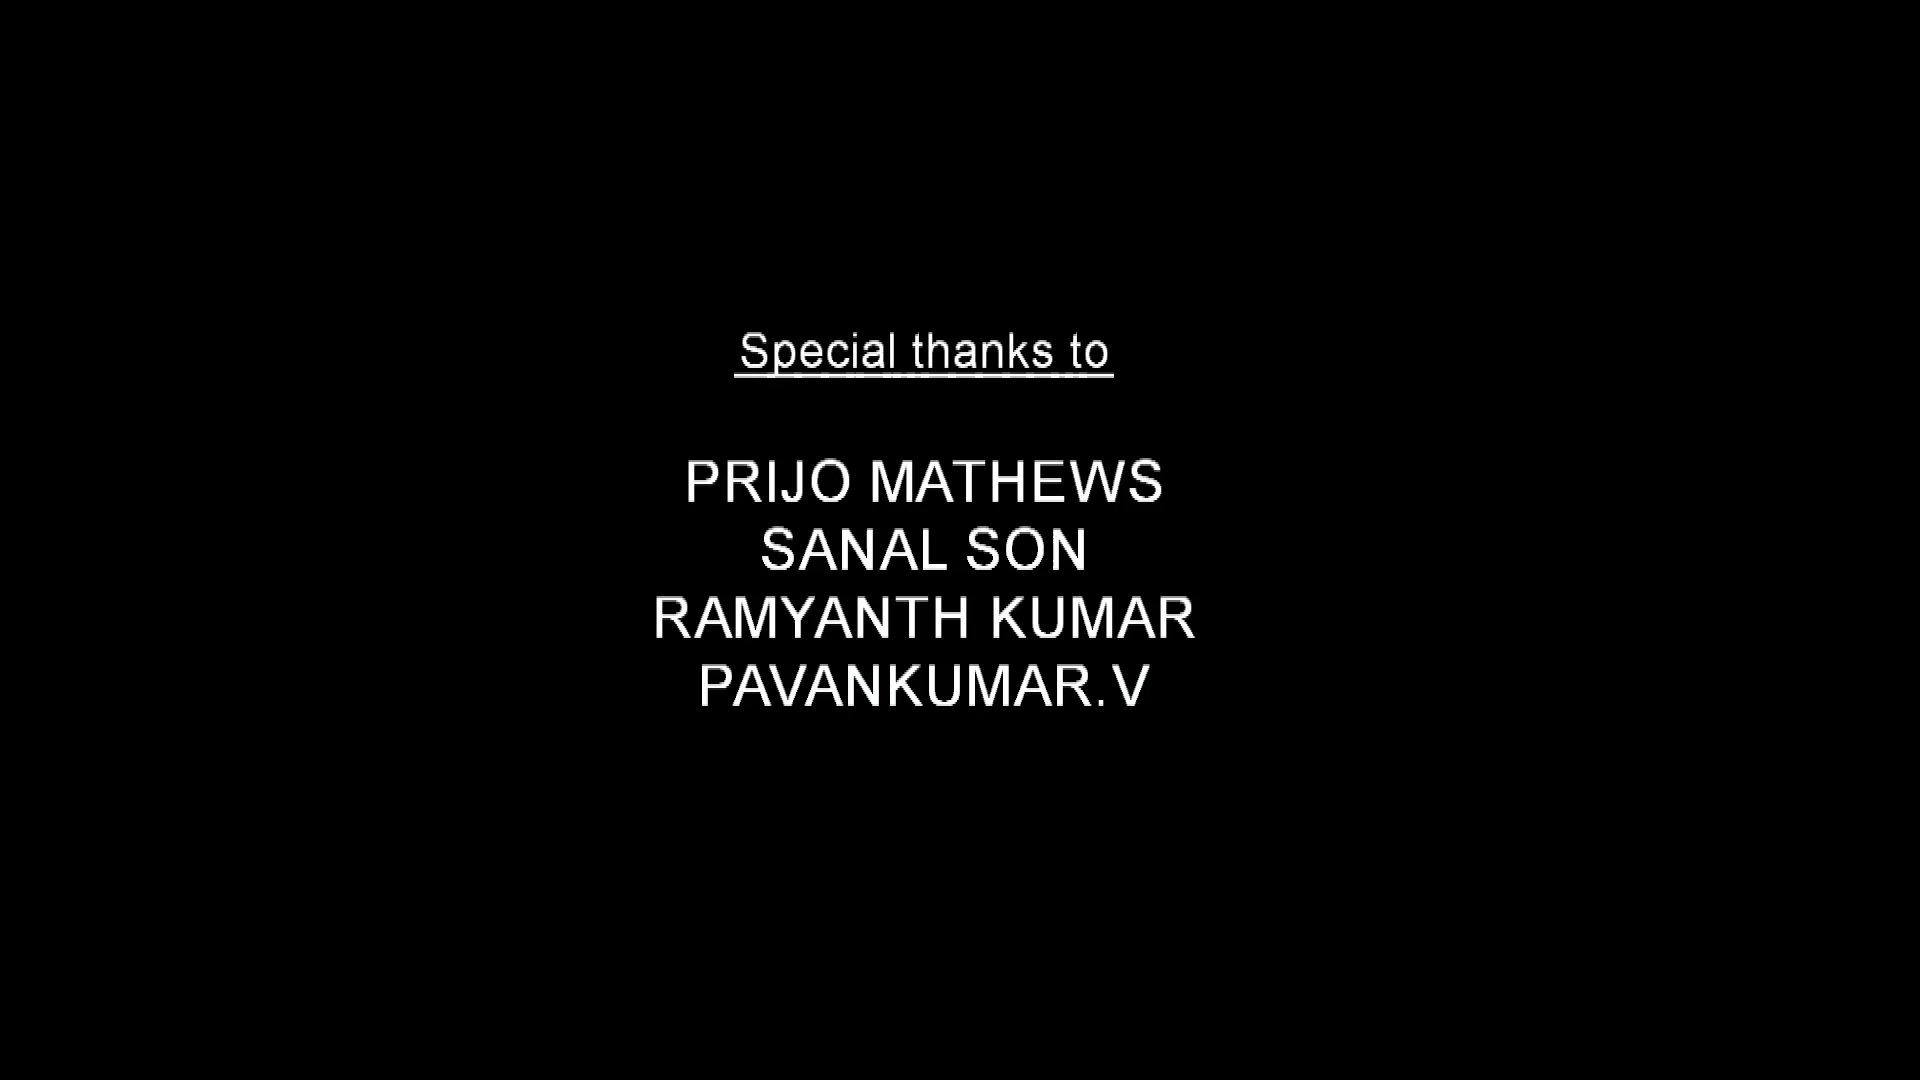 Special thanks to
PRIJO MATHEWS
SANAL SON
RAMYANTH KUMAR
PAVANKUMAR.V